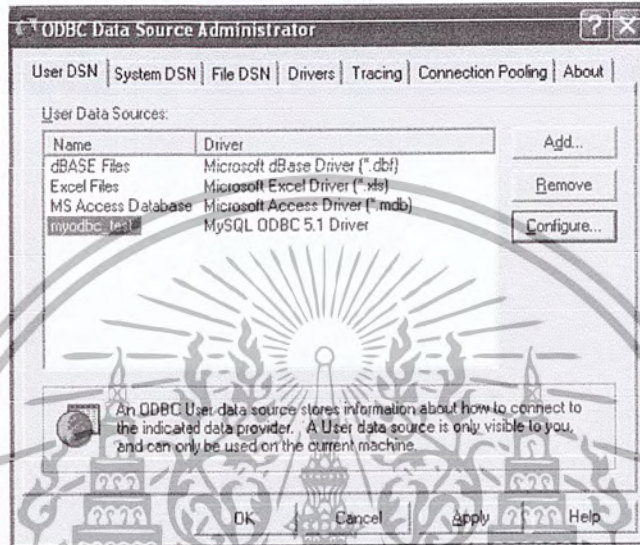 ODBC Data Source Administrator
User DSN System DSN File DSN Drivers Tracing Connection Pooling About
User Data Sources:
Name Driver
dBASE Files Microsoft dBase Driver (*.dbf)
Excel Files Microsoft Excel Driver (*.xls)
MS Access Database Microsoft Access Driver (*.mdb)
myodbc_test MySQL ODBC 5.1 Driver
Add...
Remove
Configure...
An ODBC User data source stores information about how to connect to
the indicated data provider. A User data source is only visible to you,
and can only be used on the current machine.
OK Cancel Apply Help